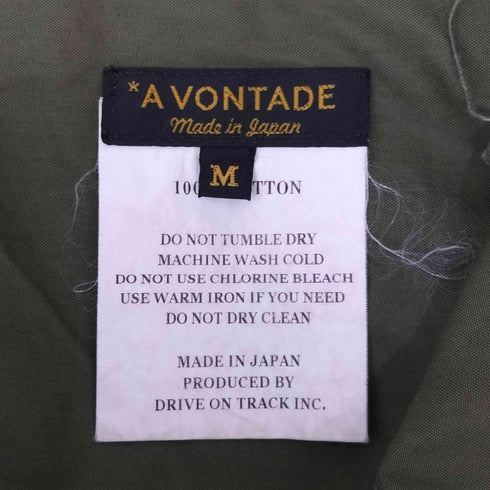 *A VONTADE
Made in Japan
M
DO NOT TUMBLE DRY
MACHINE WASH COLD
DO NOT USE CHLORINE BLEACH
USE WARM IRON IF YOU NEED
DO NOT DRY CLEAN
MADE IN JAPAN
PRODUCED BY
DRIVE ON TRACK INC.